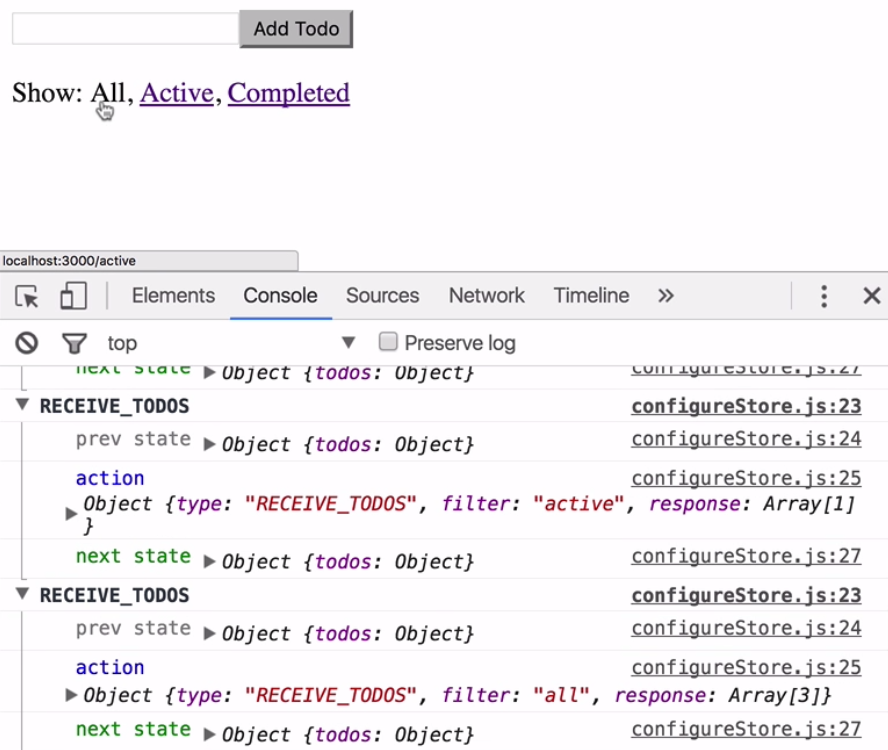 Add Todo
Show: All, Active, Completed
localhost:3000/active
Elements Console Sources Network Timeline »
top ▼ Preserve log
next state ▶ Object {todos: Object} configureStore.js:27
▼ RECEIVE_TODOS configureStore.js:23
prev state ▶ Object {todos: Object} configureStore.js:24
action configureStore.js:25
▶ Object {type: "RECEIVE_TODOS", filter: "active", response: Array[1]
}
next state ▶ Object {todos: Object} configureStore.js:27
▼ RECEIVE_TODOS configureStore.js:23
prev state ▶ Object {todos: Object} configureStore.js:24
action configureStore.js:25
▶ Object {type: "RECEIVE_TODOS", filter: "all", response: Array[3]}
next state ▶ Object {todos: Object} configureStore.js:27